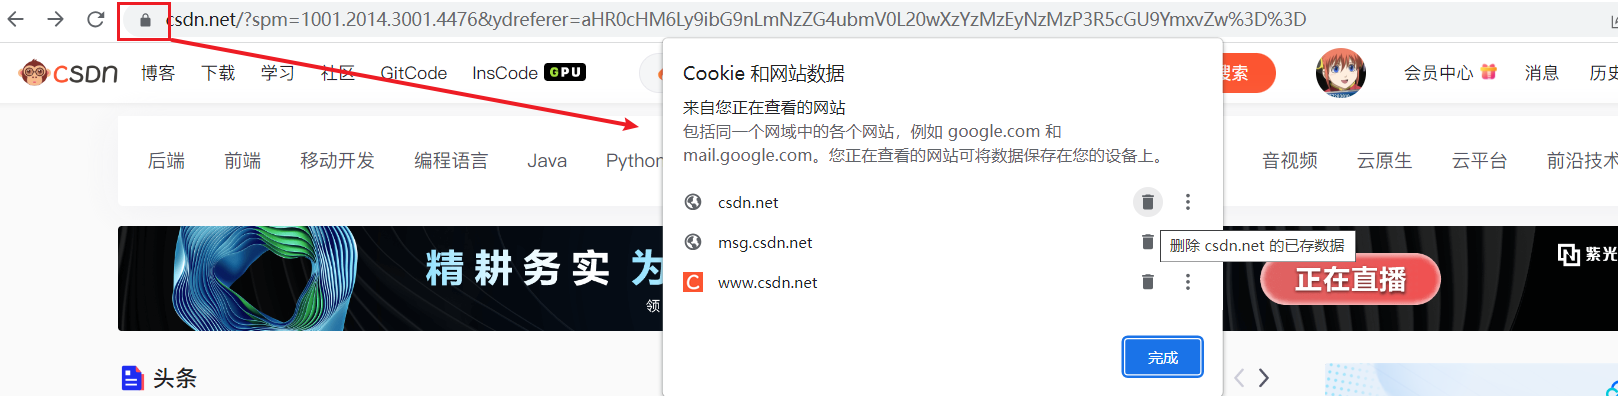 csdn.net/?spm=1001.2014.3001.4476&ydreferer=aHR0cHM6Ly9ibG9nLmNzZG4ubmV0L20wXzYzMzEyNzMzP3R5cGU9YmxvZw%3D%3D
CSDN 博客 下载 学习 社区 GitCode InsCode GPU 搜索 会员中心 消息 历史
Cookie 和网站数据
来自您正在查看的网站
包括同一个网域中的各个网站，例如 google.com 和
mail.google.com。您正在查看的网站可将数据保存在您的设备上。
后端 前端 移动开发 编程语言 Java Python 音视频 云原生 云平台 前沿技术
csdn.net
msg.csdn.net
删除 csdn.net 的已存数据
www.csdn.net
精耕务实 为
领
正在直播
紫光
完成
头条